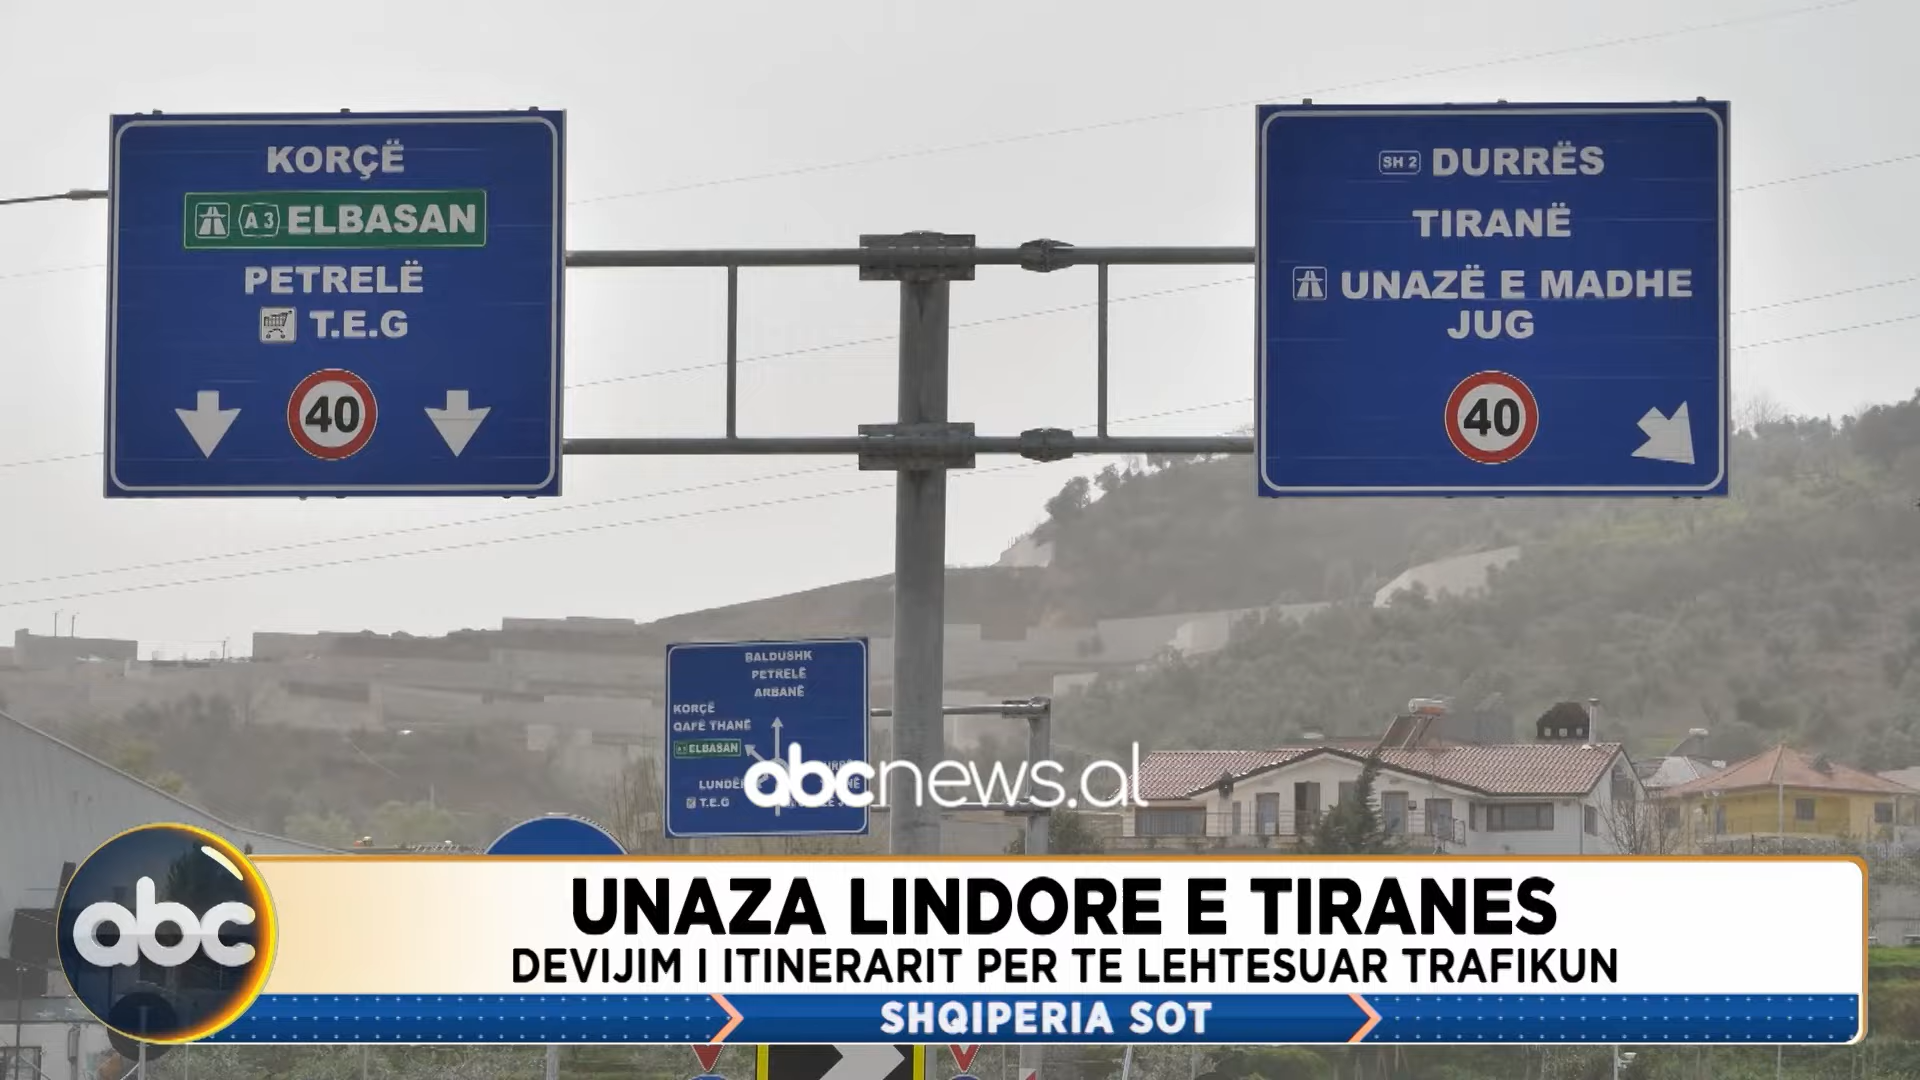 KORÇË
A 3 ELBASAN
PETRELË
T.E.G
40
SH 2 DURRËS
TIRANË
UNAZË E MADHE
JUG
40
BALDUSHK
PETRELË
ARBANË
KORÇË
QAFË THANË
ELBASAN
T.E.G
abcnews.al
abc
UNAZA LINDORE E TIRANES
DEVIJIM I ITINERARIT PER TE LEHTESUAR TRAFIKUN
SHQIPERIA SOT